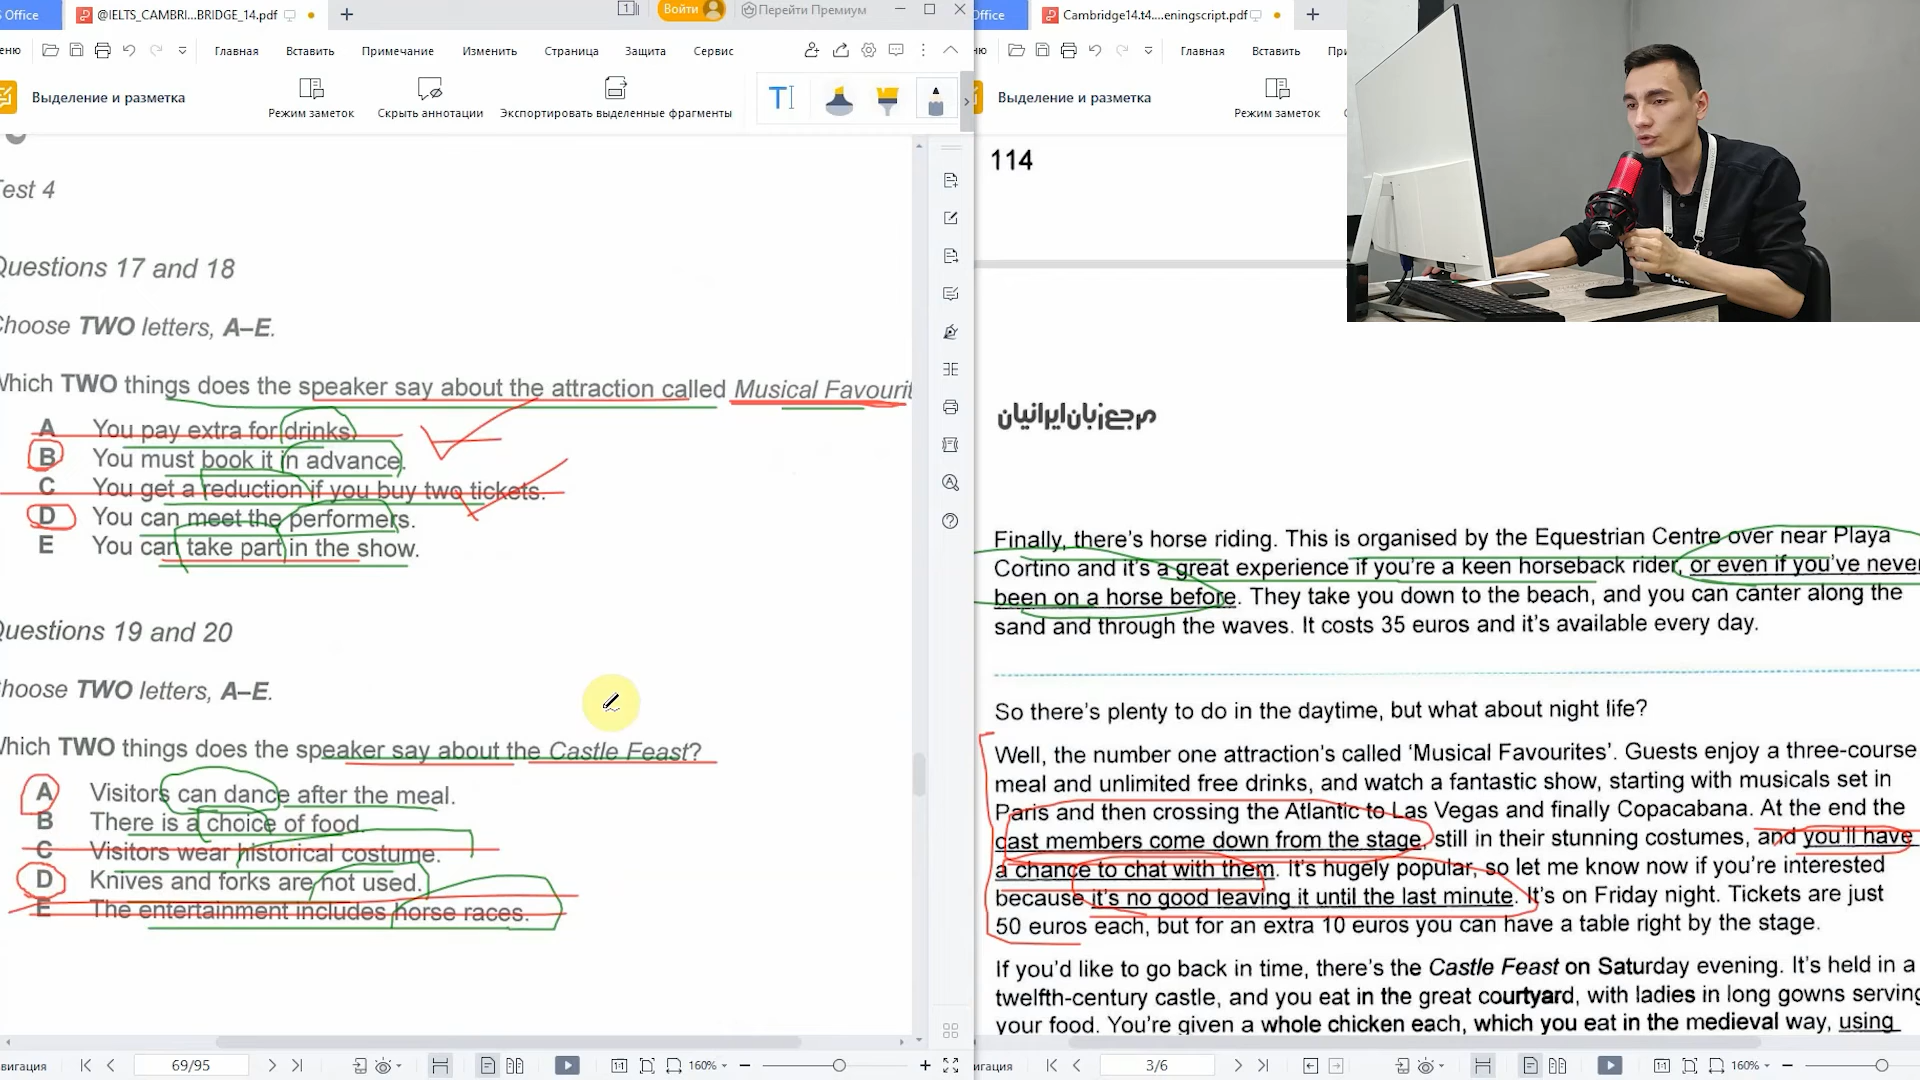 Office
@IELTS_CAMBRI...BRIDGE_14.pdf
Войти
Перейти Премиум
Office
Cambridge14.t4....eningscript.pdf
Главная
Вставить
Примечание
Изменить
Страница
Защита
Сервис
Главная
Вставить
Выделение и разметка
Режим заметок
Скрыть аннотации
Экспортировать выделенные фрагменты
Выделение и разметка
Режим заметок
est 4
Questions 17 and 18
hoose TWO letters, A–E.
Which TWO things does the speaker say about the attraction called Musical Favourit
A You pay extra for drinks.
B You must book it in advance.
C You get a reduction if you buy two tickets.
D You can meet the performers.
E You can take part in the show.
Questions 19 and 20
hoose TWO letters, A–E.
Which TWO things does the speaker say about the Castle Feast?
A Visitors can dance after the meal.
B There is a choice of food.
C Visitors wear historical costume.
D Knives and forks are not used.
E The entertainment includes horse races.
114
مرجع زبان ایرانیان
Finally, there's horse riding. This is organised by the Equestrian Centre over near Playa
Cortino and it's a great experience if you're a keen horseback rider, or even if you've never
been on a horse before. They take you down to the beach, and you can canter along the
sand and through the waves. It costs 35 euros and it's available every day.
So there's plenty to do in the daytime, but what about night life?
Well, the number one attraction's called ‘Musical Favourites’. Guests enjoy a three-course
meal and unlimited free drinks, and watch a fantastic show, starting with musicals set in
Paris and then crossing the Atlantic to Las Vegas and finally Copacabana. At the end the
cast members come down from the stage, still in their stunning costumes, and you'll have
a chance to chat with them. It's hugely popular, so let me know now if you're interested
because it's no good leaving it until the last minute. It's on Friday night. Tickets are just
50 euros each, but for an extra 10 euros you can have a table right by the stage.
If you'd like to go back in time, there's the Castle Feast on Saturday evening. It's held in a
twelfth-century castle, and you eat in the great courtyard, with ladies in long gowns serving
your food. You're given a whole chicken each, which you eat in the medieval way, using
вигация
69/95
160%
игация
3/6
160%